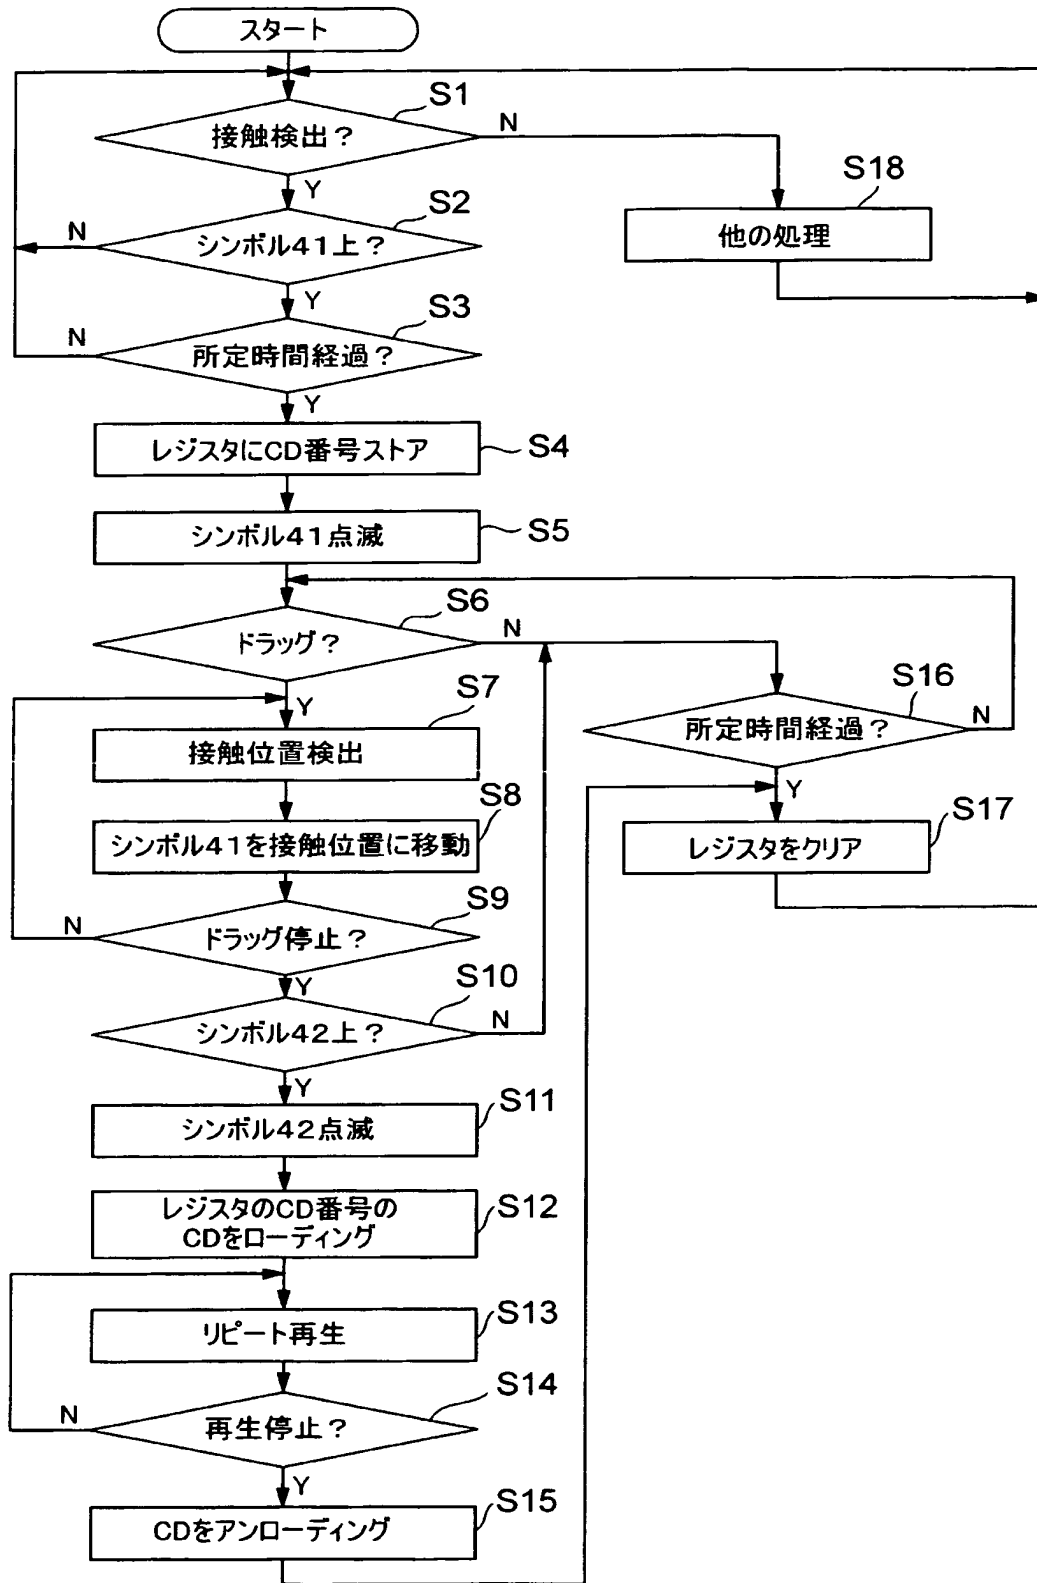 スタート
S1
接触検出？
N
Y
S18
他の処理
S2
シンボル41上？
N
Y
S3
所定時間経過？
N
Y
レジスタにCD番号ストア
S4
シンボル41点滅
S5
S6
ドラッグ？
N
Y
S16
所定時間経過？
N
Y
S7
接触位置検出
S8
シンボル41を接触位置に移動
S17
レジスタをクリア
S9
ドラッグ停止？
N
Y
S10
シンボル42上？
N
Y
S11
シンボル42点滅
レジスタのCD番号の
CDをローディング
S12
リピート再生
S13
S14
再生停止？
N
Y
S15
CDをアンローディング